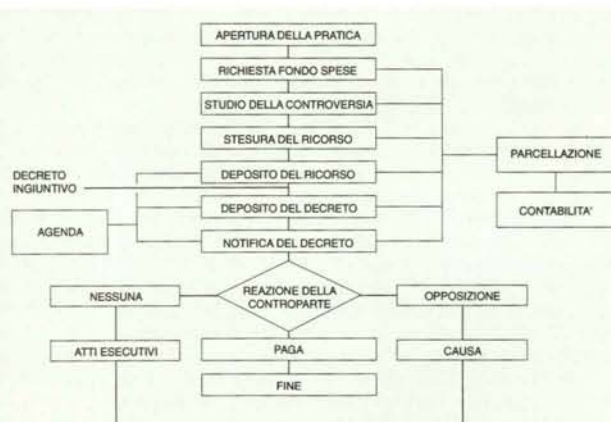 APERTURA DELLA PRATICA
RICHIESTA FONDO SPESE
STUDIO DELLA CONTROVERSIA
STESURA DEL RICORSO
PARCELLAZIONE
DEPOSITO DEL RICORSO
DECRETO
INGIUNTIVO
CONTABILITA'
DEPOSITO DEL DECRETO
AGENDA
NOTIFICA DEL DECRETO
REAZIONE DELLA
CONTROPARTE
NESSUNA
OPPOSIZIONE
ATTI ESECUTIVI
PAGA
CAUSA
FINE